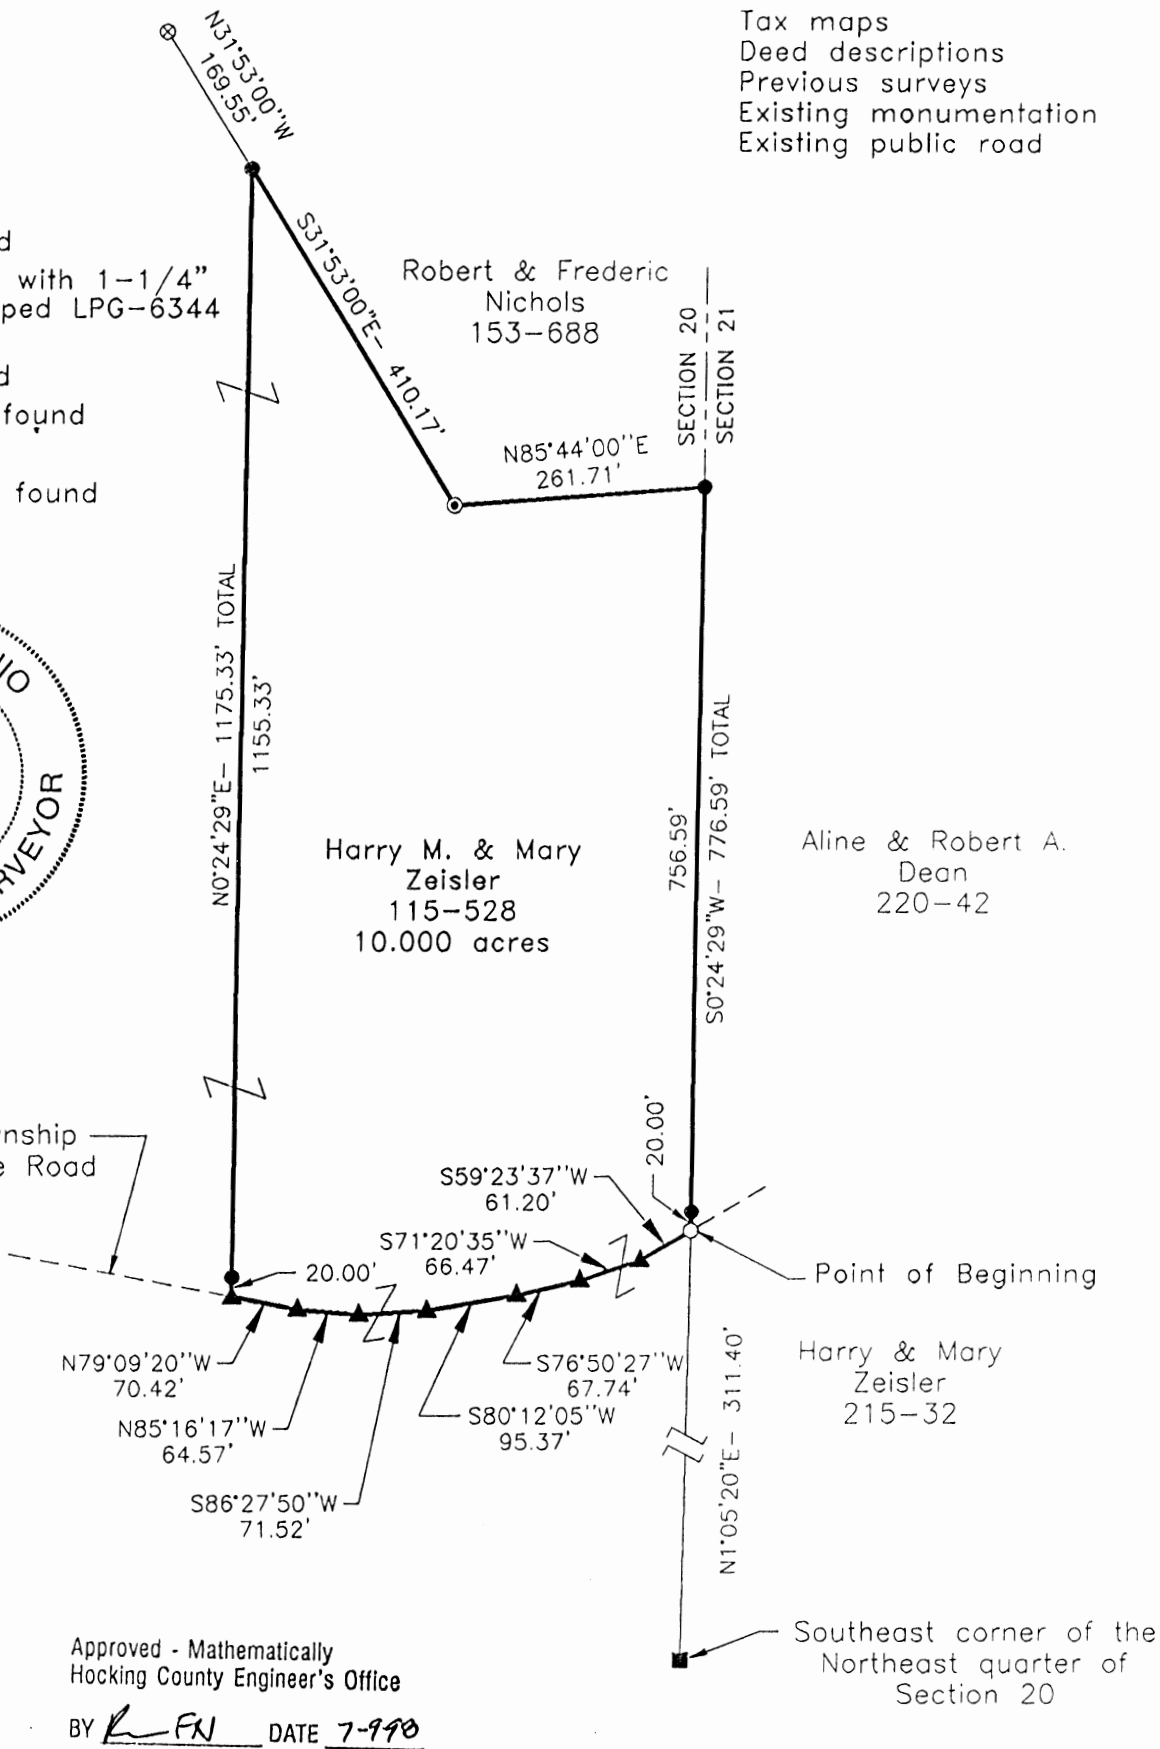 Tax maps
Deed descriptions
Previous surveys
Existing monumentation
Existing public road
N31°53'00"W
169.55'
with 1-1/4"
ped LPG-6344
found
found
S31°53'00"E- 410.17'
Robert & Frederic
Nichols
153-688
SECTION 20
SECTION 21
N85°44'00"E
261.71'
N0°24'29"E- 1175.33' TOTAL
1155.33'
IO
RVEYOR
Harry M. & Mary
Zeisler
115-528
10.000 acres
756.59'
S0°24'29"W- 776.59' TOTAL
Aline & Robert A.
Dean
220-42
nship
e Road
20.00'
S59°23'37"W
61.20'
S71°20'35"W
66.47'
20.00'
Point of Beginning
N79°09'20"W
70.42'
N85°16'17"W
64.57'
S86°27'50"W
71.52'
S76°50'27"W
67.74'
S80°12'05"W
95.37'
Harry & Mary
Zeisler
215-32
N1°05'20"E- 311.40'
Southeast corner of the
Northeast quarter of
Section 20
Approved - Mathematically
Hocking County Engineer's Office
BY FN DATE 7-9-98